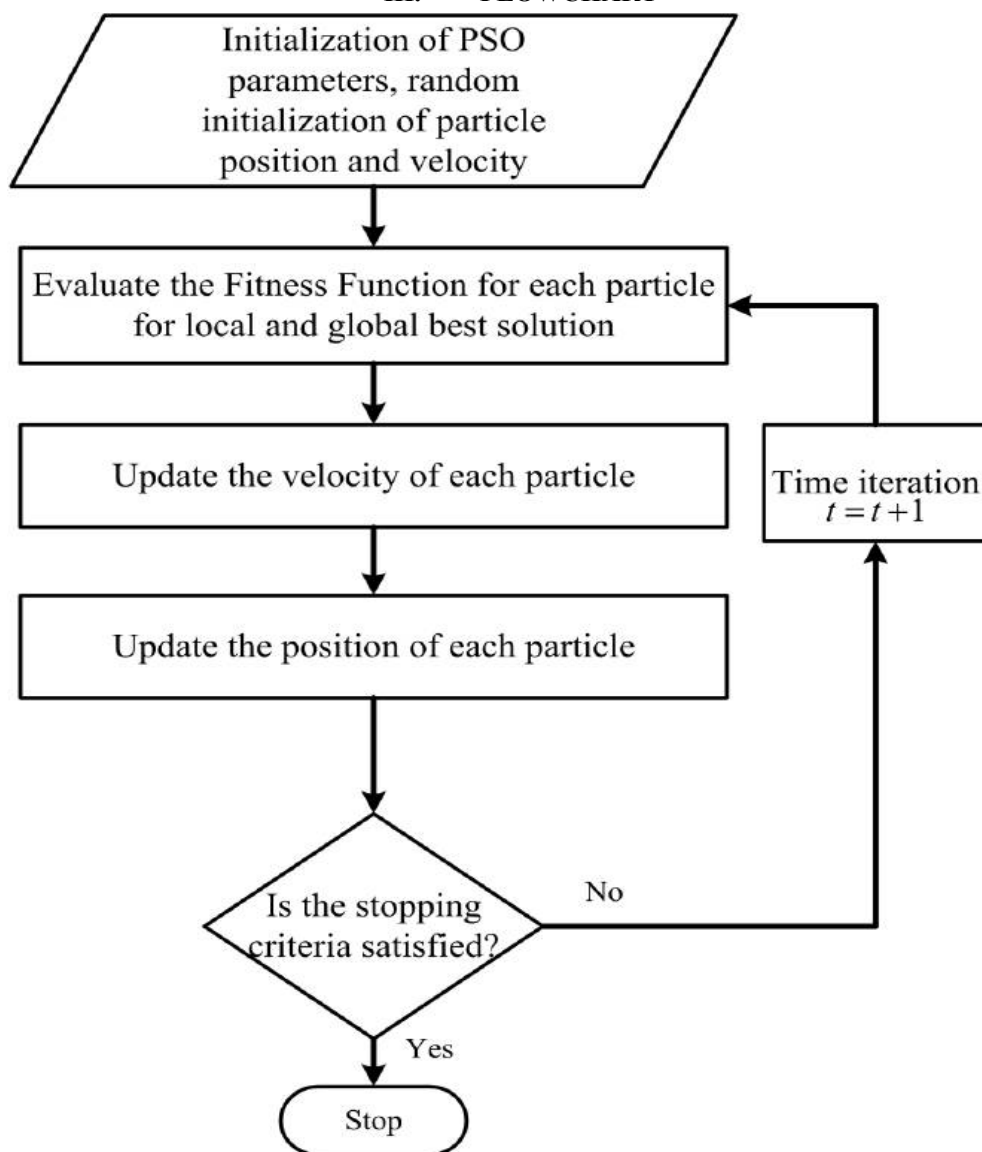 Initialization of PSO
parameters, random
initialization of particle
position and velocity
Evaluate the Fitness Function for each particle
for local and global best solution
Update the velocity of each particle
Time iteration
t = t +1
Update the position of each particle
Is the stopping
criteria satisfied?
No
Yes
Stop